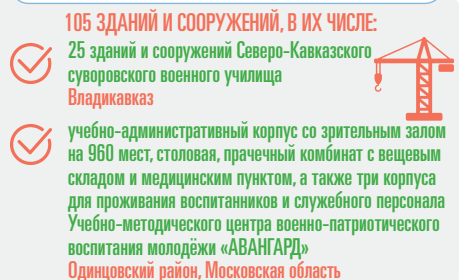 105 ЗДАНИЙ И СООРУЖЕНИЙ, В ИХ ЧИСЛЕ:
25 зданий и сооружений Северо-Кавказского
суворовского военного училища
Владикавказ
учебно-административный корпус со зрительным залом
на 960 мест, столовая, прачечный комбинат с вещевым
складом и медицинским пунктом, а также три корпуса
для проживания воспитанников и служебного персонала
Учебно-методического центра военно-патриотического
воспитания молодёжи «АВАНГАРД»
Одинцовский район, Московская область